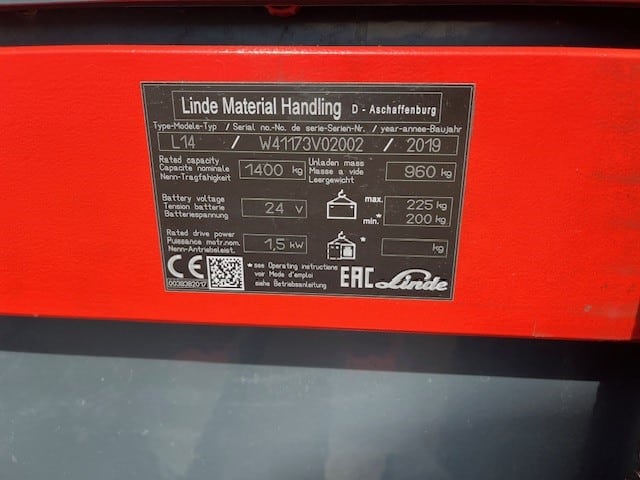 Linde Material Handling D - Aschaffenburg
Type-Modele-Typ / Serial no.-No. de serie-Serien-Nr. / year-annee-Baujahr
L14 / W41173V02002 / 2019
Rated capacity
Capacite nominale
Nenn-Tragfähigkeit
1400 kg
Unladen mass
Masse a vide
Leergewicht
960 kg
Battery voltage
Tension batterie
Batteriespannung
24 V
max. 225 kg
min.* 200 kg
Rated drive power
Puissance motr.nom.
Nenn-Antriebsleist.
1,5 kW
* kg
CE
0038382017
* see Operating instructions
voir Mode d'emploi
siehe Betriebsanleitung
EAC Linde